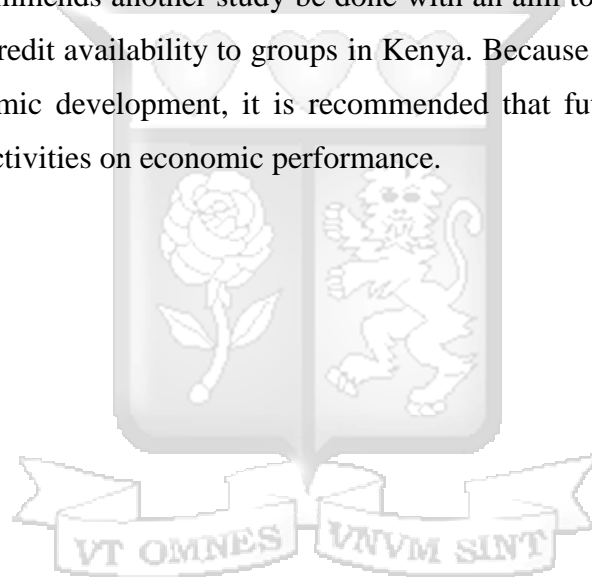 mmends another study be done with an aim to
redit availability to groups in Kenya. Because
mic development, it is recommended that fut
ctivities on economic performance.
VT OMNES VNVM SINT